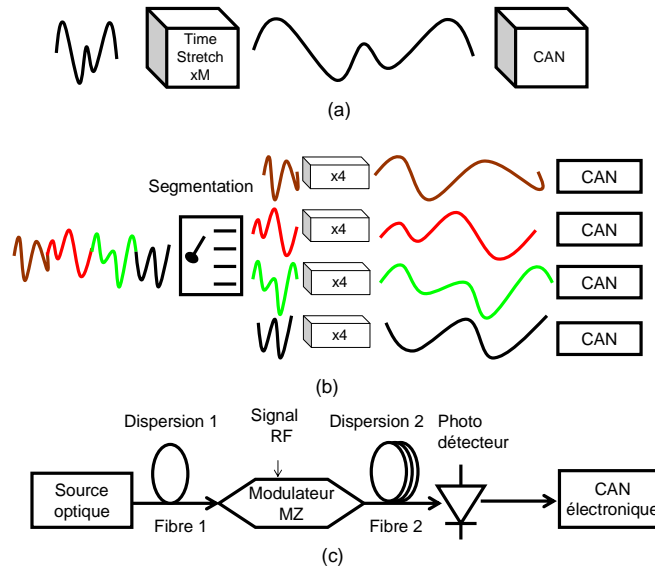 Time
Stretch
xM
CAN
(a)
Segmentation
x4
CAN
x4
CAN
x4
CAN
x4
CAN
(b)
Signal
RF
Dispersion 1
Dispersion 2
Photo
détecteur
Source
optique
Modulateur
MZ
CAN
électronique
Fibre 1
Fibre 2
(c)